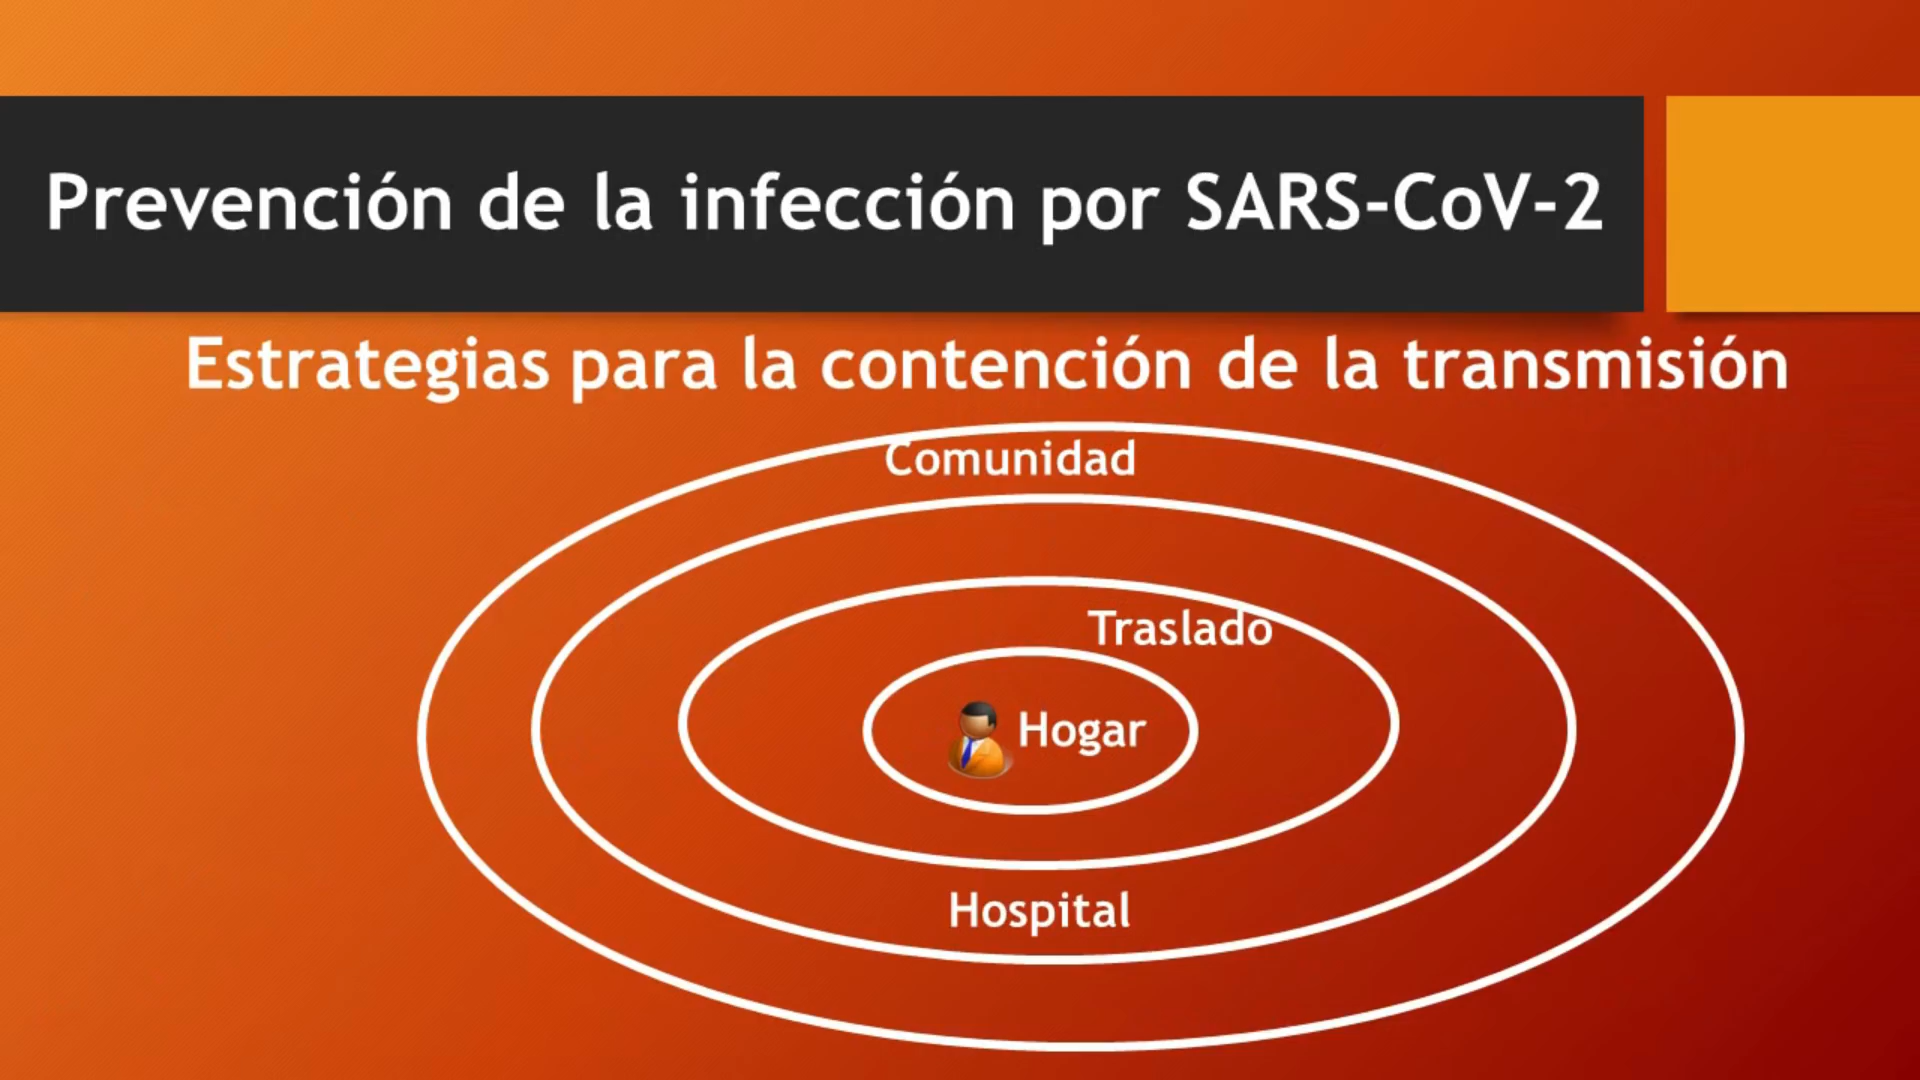 Prevención de la infección por SARS-CoV-2
Estrategias para la contención de la transmisión
Comunidad
Traslado
Hogar
Hospital